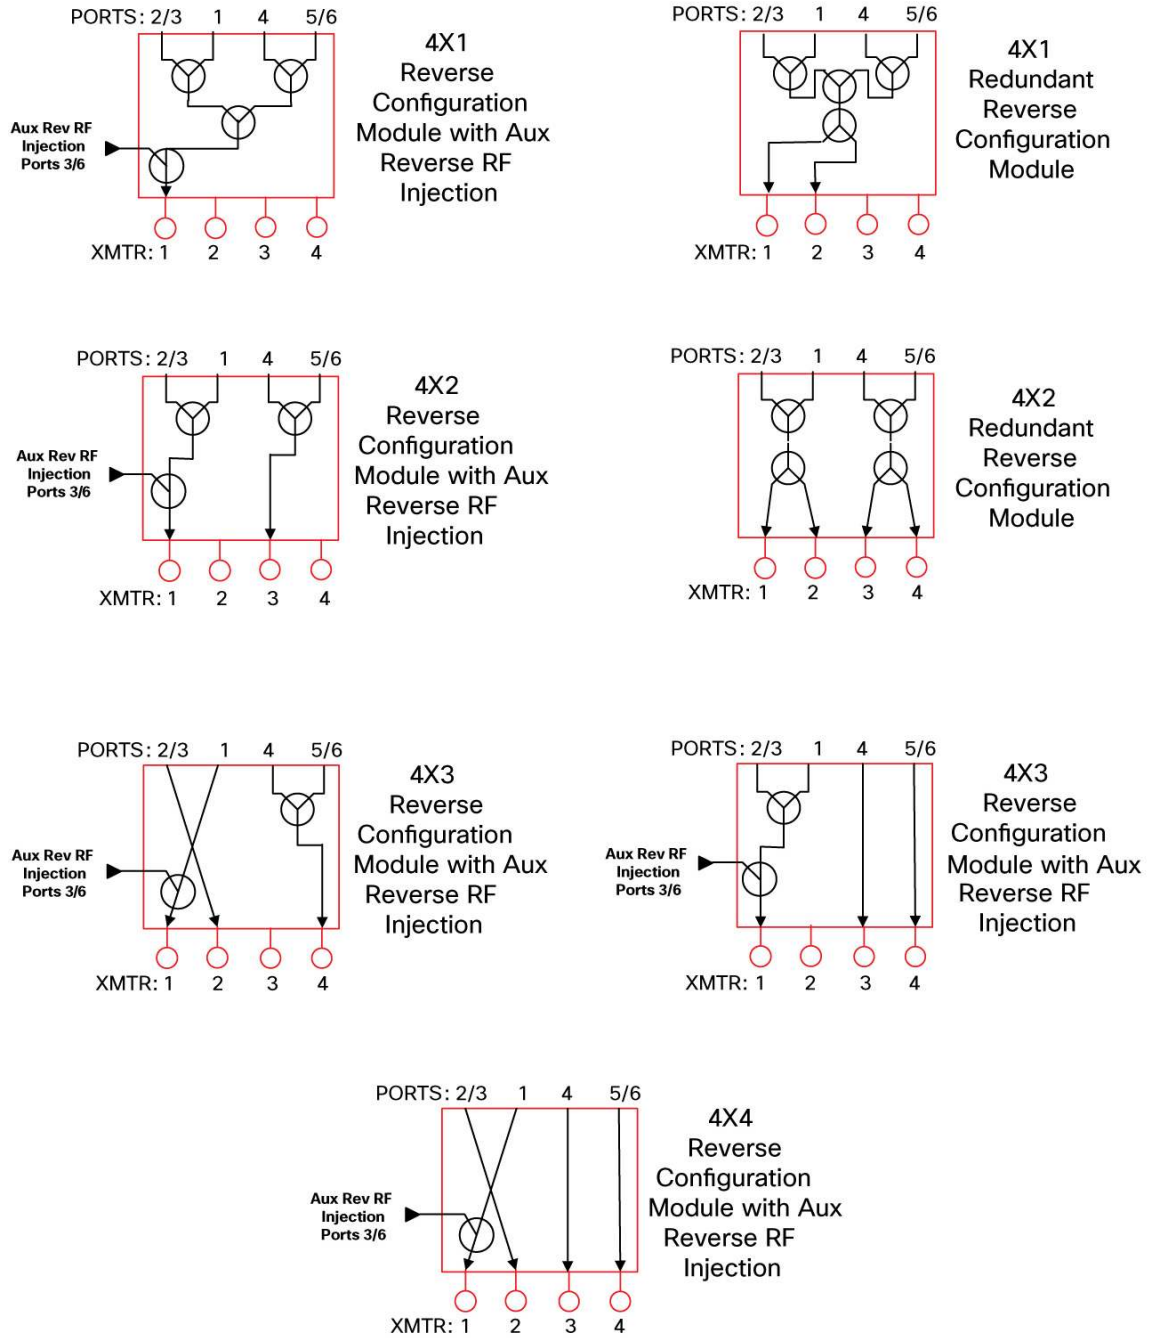 PORTS: 2/3 1 4 5/6
4X1
Reverse
Configuration
Module with Aux
Reverse RF
Injection
Aux Rev RF
Injection
Ports 3/6
XMTR: 1 2 3 4
PORTS: 2/3 1 4 5/6
4X1
Redundant
Reverse
Configuration
Module
XMTR: 1 2 3 4
PORTS: 2/3 1 4 5/6
4X2
Reverse
Configuration
Module with Aux
Reverse RF
Injection
Aux Rev RF
Injection
Ports 3/6
XMTR: 1 2 3 4
PORTS: 2/3 1 4 5/6
4X2
Redundant
Reverse
Configuration
Module
XMTR: 1 2 3 4
PORTS: 2/3 1 4 5/6
4X3
Reverse
Configuration
Module with Aux
Reverse RF
Injection
Aux Rev RF
Injection
Ports 3/6
XMTR: 1 2 3 4
PORTS: 2/3 1 4 5/6
4X3
Reverse
Configuration
Module with Aux
Reverse RF
Injection
Aux Rev RF
Injection
Ports 3/6
XMTR: 1 2 3 4
PORTS: 2/3 1 4 5/6
4X4
Reverse
Configuration
Module with Aux
Reverse RF
Injection
Aux Rev RF
Injection
Ports 3/6
XMTR: 1 2 3 4